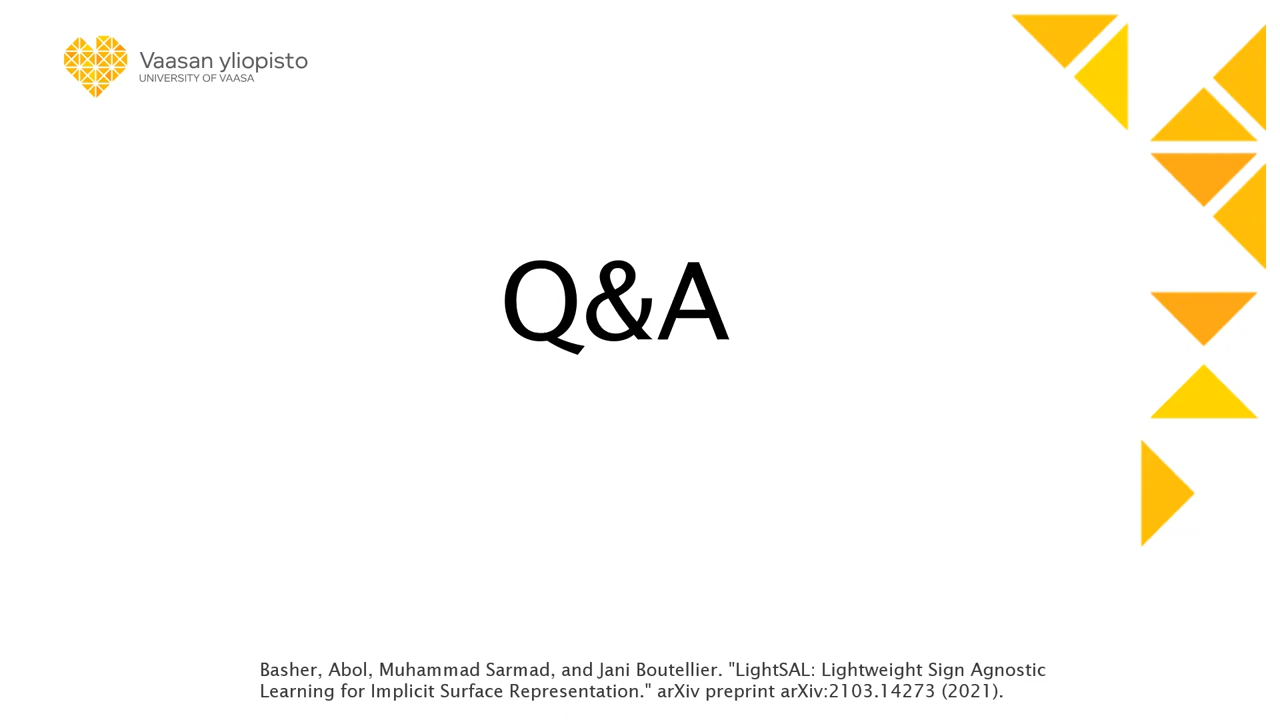 Vaasan yliopisto
UNIVERSITY OF VAASA
Q&A
Basher, Abol, Muhammad Sarmad, and Jani Boutellier. "LightSAL: Lightweight Sign Agnostic
Learning for Implicit Surface Representation." arXiv preprint arXiv:2103.14273 (2021).